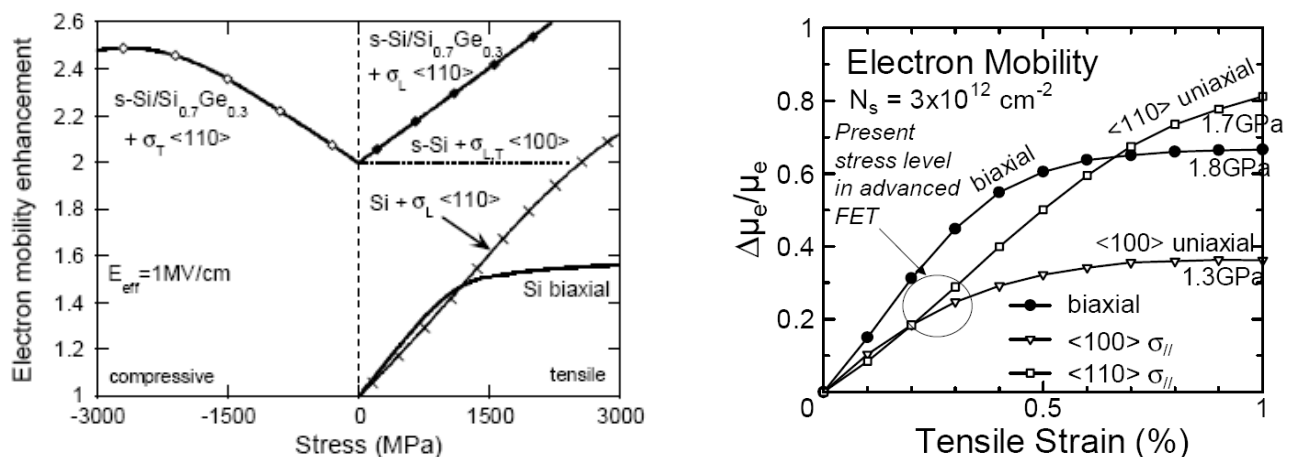 Electron mobility enhancement
2.6
2.4
2.2
2
1.8
1.6
1.4
1.2
1
s-Si/Si0.7Ge0.3
+ σT <110>
s-Si/Si0.7Ge0.3
+ σL <110>
s-Si + σL,T <100>
Si + σL <110>
Eeff=1MV/cm
Si biaxial
compressive
tensile
-3000 -1500 0 1500 3000
Stress (MPa)
Δμe/μe
1
0.8
0.6
0.4
0.2
0
Electron Mobility
Ns = 3x10^12 cm^-2
Present
stress level
in advanced
FET
biaxial
<110> uniaxial
1.7GPa
1.8GPa
<100> uniaxial
1.3GPa
biaxial
<100> σ//
<110> σ//
0 0.5 1
Tensile Strain (%)